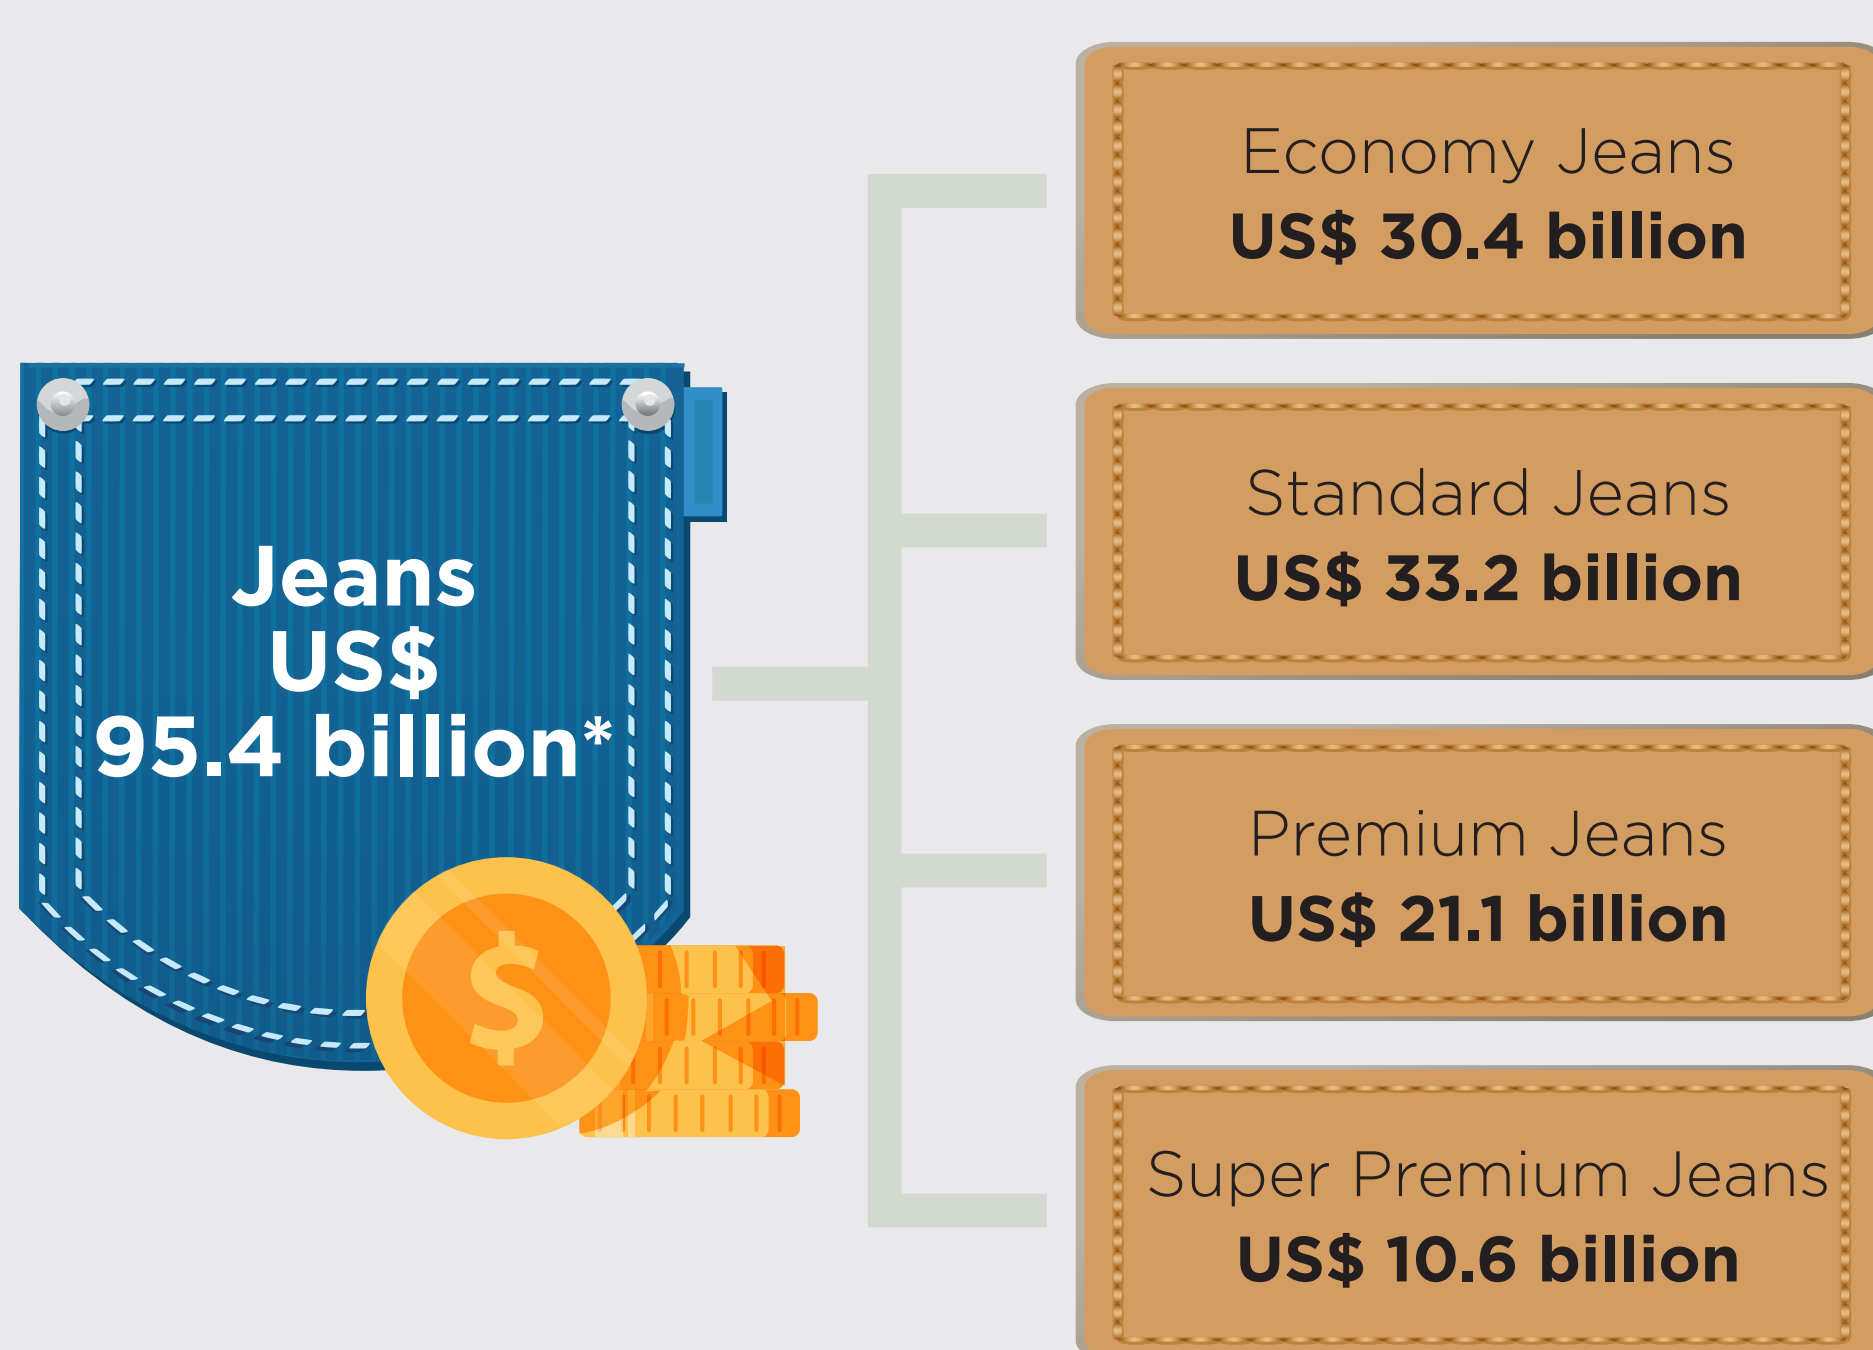 Jeans
US$
95.4 billion*
Economy Jeans
US$ 30.4 billion
Standard Jeans
US$ 33.2 billion
Premium Jeans
US$ 21.1 billion
Super Premium Jeans
US$ 10.6 billion